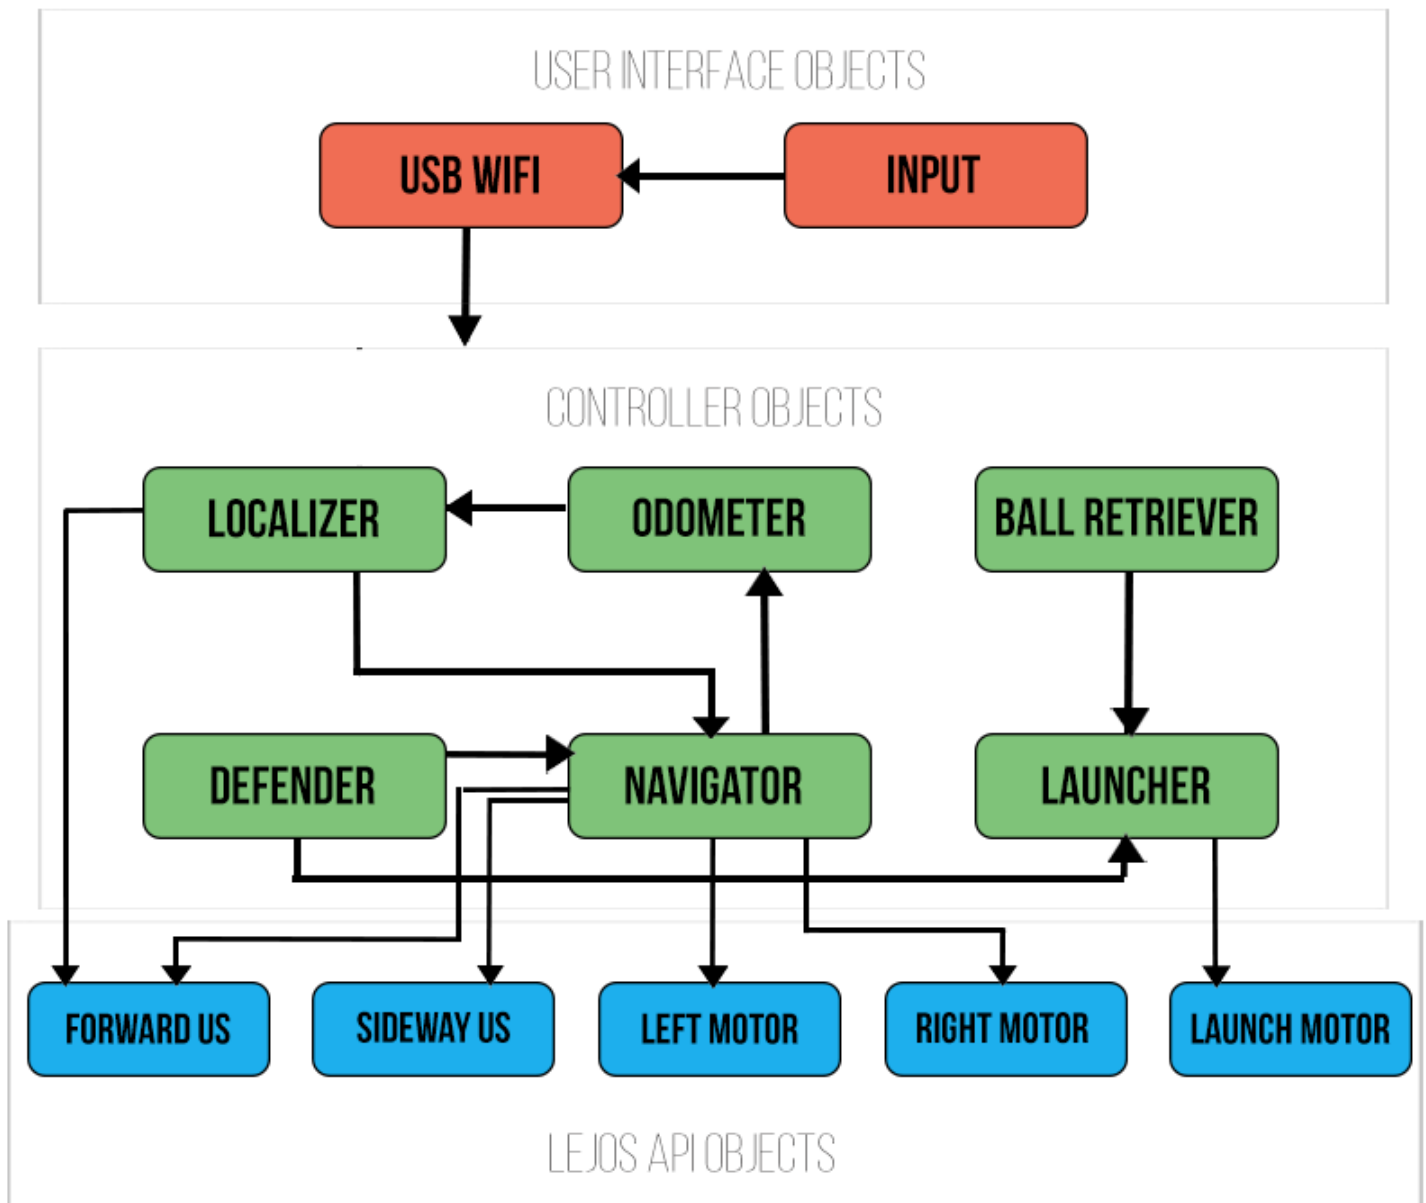 USER INTERFACE OBJECTS
USB WIFI
INPUT
CONTROLLER OBJECTS
LOCALIZER
ODOMETER
BALL RETRIEVER
DEFENDER
NAVIGATOR
LAUNCHER
FORWARD US
SIDEWAY US
LEFT MOTOR
RIGHT MOTOR
LAUNCH MOTOR
LEJOS API OBJECTS